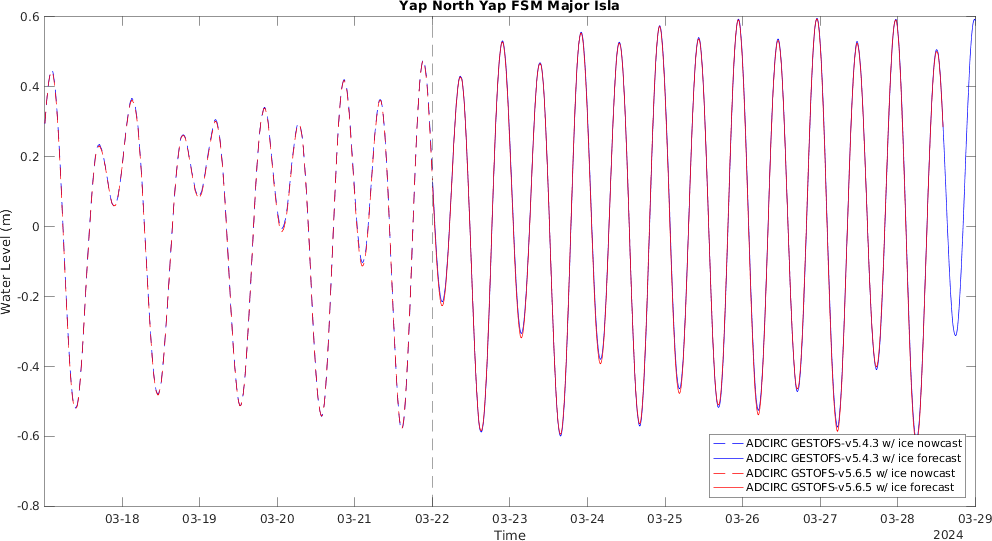 Yap North Yap FSM Major Isla
Water Level (m)
0.6
0.4
0.2
0
-0.2
-0.4
-0.6
-0.8
ADCIRC GESTOFS-v5.4.3 w/ ice nowcast
ADCIRC GESTOFS-v5.4.3 w/ ice forecast
ADCIRC GSTOFS-v5.6.5 w/ ice nowcast
ADCIRC GSTOFS-v5.6.5 w/ ice forecast
03-18 03-19 03-20 03-21 03-22 03-23 03-24 03-25 03-26 03-27 03-28 03-29
Time
2024